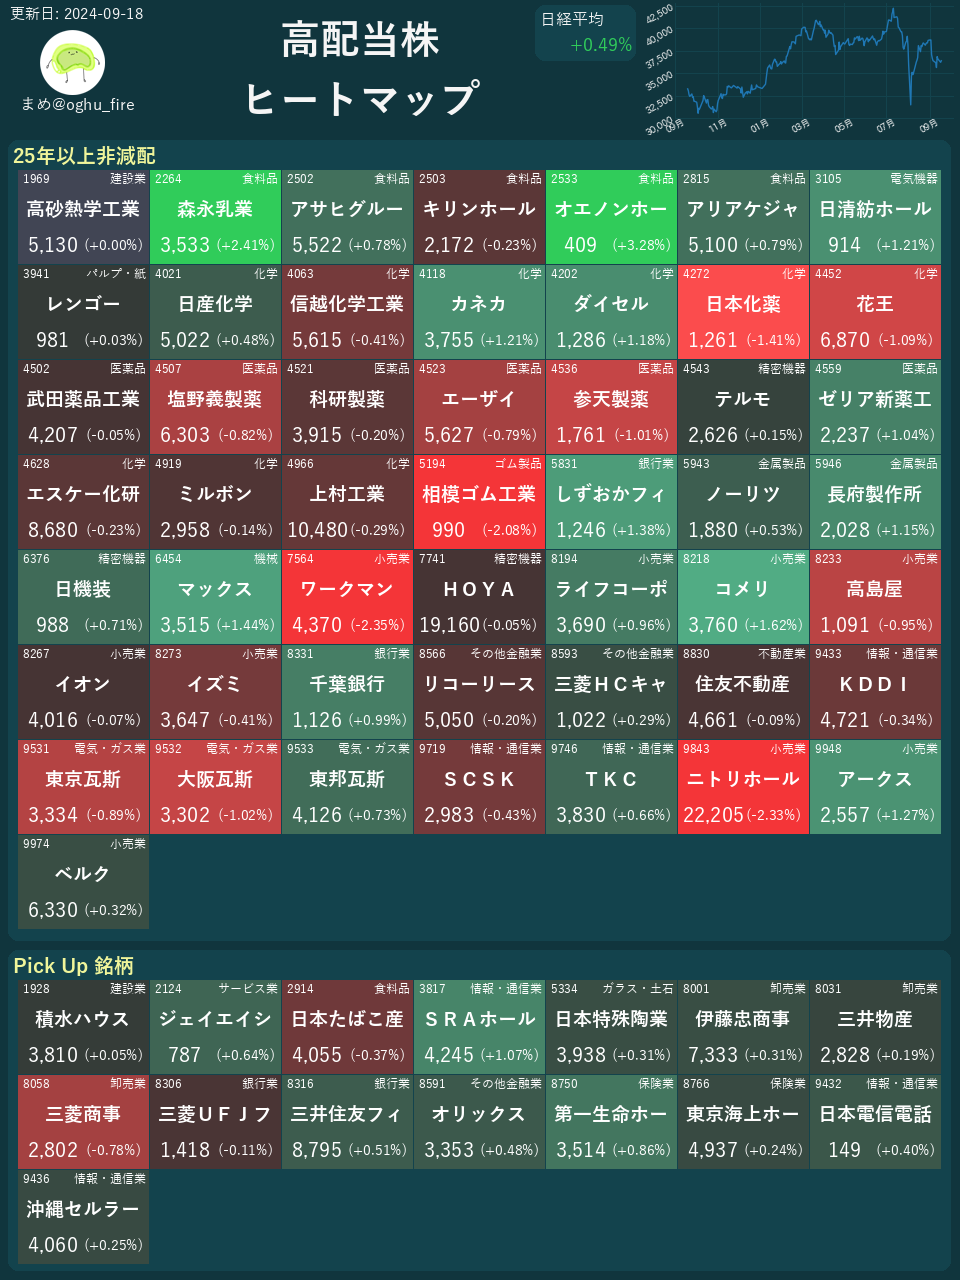 更新日: 2024-09-18
まめ@oghu_fire
高配当株
ヒートマップ
日経平均
+0.49%
42,500
40,000
37,500
35,000
32,500
30,000
09月 11月 01月 03月 05月 07月 09月
25年以上非減配
1969 建設業 2264 食料品 2502 食料品 2503 食料品 2533 食料品 2815 食料品 3105 電気機器
高砂熱学工業 森永乳業 アサヒグルー キリンホール オエノンホー アリアケジャ 日清紡ホール
5,130 (+0.00%) 3,533 (+2.41%) 5,522 (+0.78%) 2,172 (-0.23%) 409 (+3.28%) 5,100 (+0.79%) 914 (+1.21%)
3941 パルプ・紙 4021 化学 4063 化学 4118 化学 4202 化学 4272 化学 4452 化学
レンゴー 日産化学 信越化学工業 カネカ ダイセル 日本化薬 花王
981 (+0.03%) 5,022 (+0.48%) 5,615 (-0.41%) 3,755 (+1.21%) 1,286 (+1.18%) 1,261 (-1.41%) 6,870 (-1.09%)
4502 医薬品 4507 医薬品 4521 医薬品 4523 医薬品 4536 医薬品 4543 精密機器 4559 医薬品
武田薬品工業 塩野義製薬 科研製薬 エーザイ 参天製薬 テルモ ゼリア新薬工
4,207 (-0.05%) 6,303 (-0.82%) 3,915 (-0.20%) 5,627 (-0.79%) 1,761 (-1.01%) 2,626 (+0.15%) 2,237 (+1.04%)
4628 化学 4919 化学 4966 化学 5194 ゴム製品 5831 銀行業 5943 金属製品 5946 金属製品
エスケー化研 ミルボン 上村工業 相模ゴム工業 しずおかフィ ノーリツ 長府製作所
8,680 (-0.23%) 2,958 (-0.14%) 10,480 (-0.29%) 990 (-2.08%) 1,246 (+1.38%) 1,880 (+0.53%) 2,028 (+1.15%)
6376 精密機器 6454 機械 7564 小売業 7741 精密機器 8194 小売業 8218 小売業 8233 小売業
日機装 マックス ワークマン ＨＯＹＡ ライフコーポ コメリ 高島屋
988 (+0.71%) 3,515 (+1.44%) 4,370 (-2.35%) 19,160 (-0.05%) 3,690 (+0.96%) 3,760 (+1.62%) 1,091 (-0.95%)
8267 小売業 8273 小売業 8331 銀行業 8566 その他金融業 8593 その他金融業 8830 不動産業 9433 情報・通信業
イオン イズミ 千葉銀行 リコーリース 三菱ＨＣキャ 住友不動産 ＫＤＤＩ
4,016 (-0.07%) 3,647 (-0.41%) 1,126 (+0.99%) 5,050 (-0.20%) 1,022 (+0.29%) 4,661 (-0.09%) 4,721 (-0.34%)
9531 電気・ガス業 9532 電気・ガス業 9533 電気・ガス業 9719 情報・通信業 9746 情報・通信業 9843 小売業 9948 小売業
東京瓦斯 大阪瓦斯 東邦瓦斯 ＳＣＳＫ ＴＫＣ ニトリホール アークス
3,334 (-0.89%) 3,302 (-1.02%) 4,126 (+0.73%) 2,983 (-0.43%) 3,830 (+0.66%) 22,205 (-2.33%) 2,557 (+1.27%)
9974 小売業
ベルク
6,330 (+0.32%)
Pick Up 銘柄
1928 建設業 2124 サービス業 2914 食料品 3817 情報・通信業 5334 ガラス・土石 8001 卸売業 8031 卸売業
積水ハウス ジェイエイシ 日本たばこ産 ＳＲＡホール 日本特殊陶業 伊藤忠商事 三井物産
3,810 (+0.05%) 787 (+0.64%) 4,055 (-0.37%) 4,245 (+1.07%) 3,938 (+0.31%) 7,333 (+0.31%) 2,828 (+0.19%)
8058 卸売業 8306 銀行業 8316 銀行業 8591 その他金融業 8750 保険業 8766 保険業 9432 情報・通信業
三菱商事 三菱ＵＦＪフ 三井住友フィ オリックス 第一生命ホー 東京海上ホー 日本電信電話
2,802 (-0.78%) 1,418 (-0.11%) 8,795 (+0.51%) 3,353 (+0.48%) 3,514 (+0.86%) 4,937 (+0.24%) 149 (+0.40%)
9436 情報・通信業
沖縄セルラー
4,060 (+0.25%)